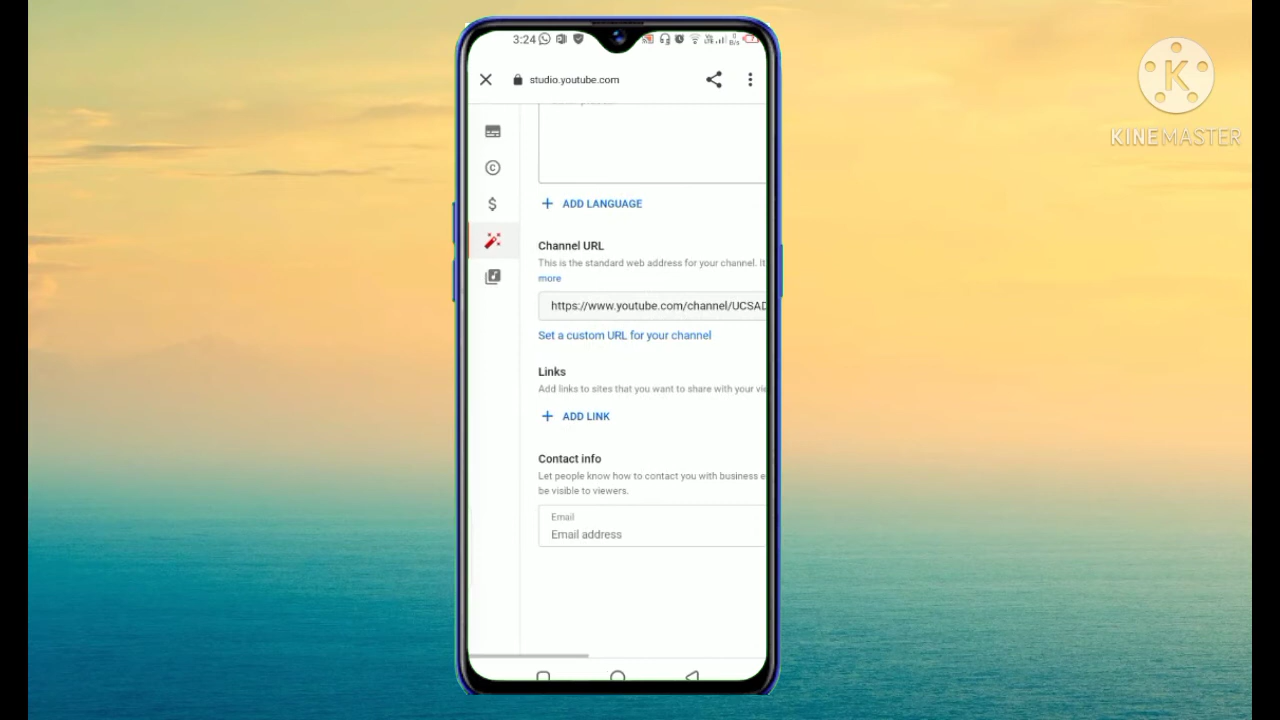 3:24
studio.youtube.com
KINEMASTER
ADD LANGUAGE
Channel URL
This is the standard web address for your channel. It
more
https://www.youtube.com/channel/UCSAD
Set a custom URL for your channel
Links
Add links to sites that you want to share with your vie
ADD LINK
Contact info
Let people know how to contact you with business e
be visible to viewers.
Email
Email address